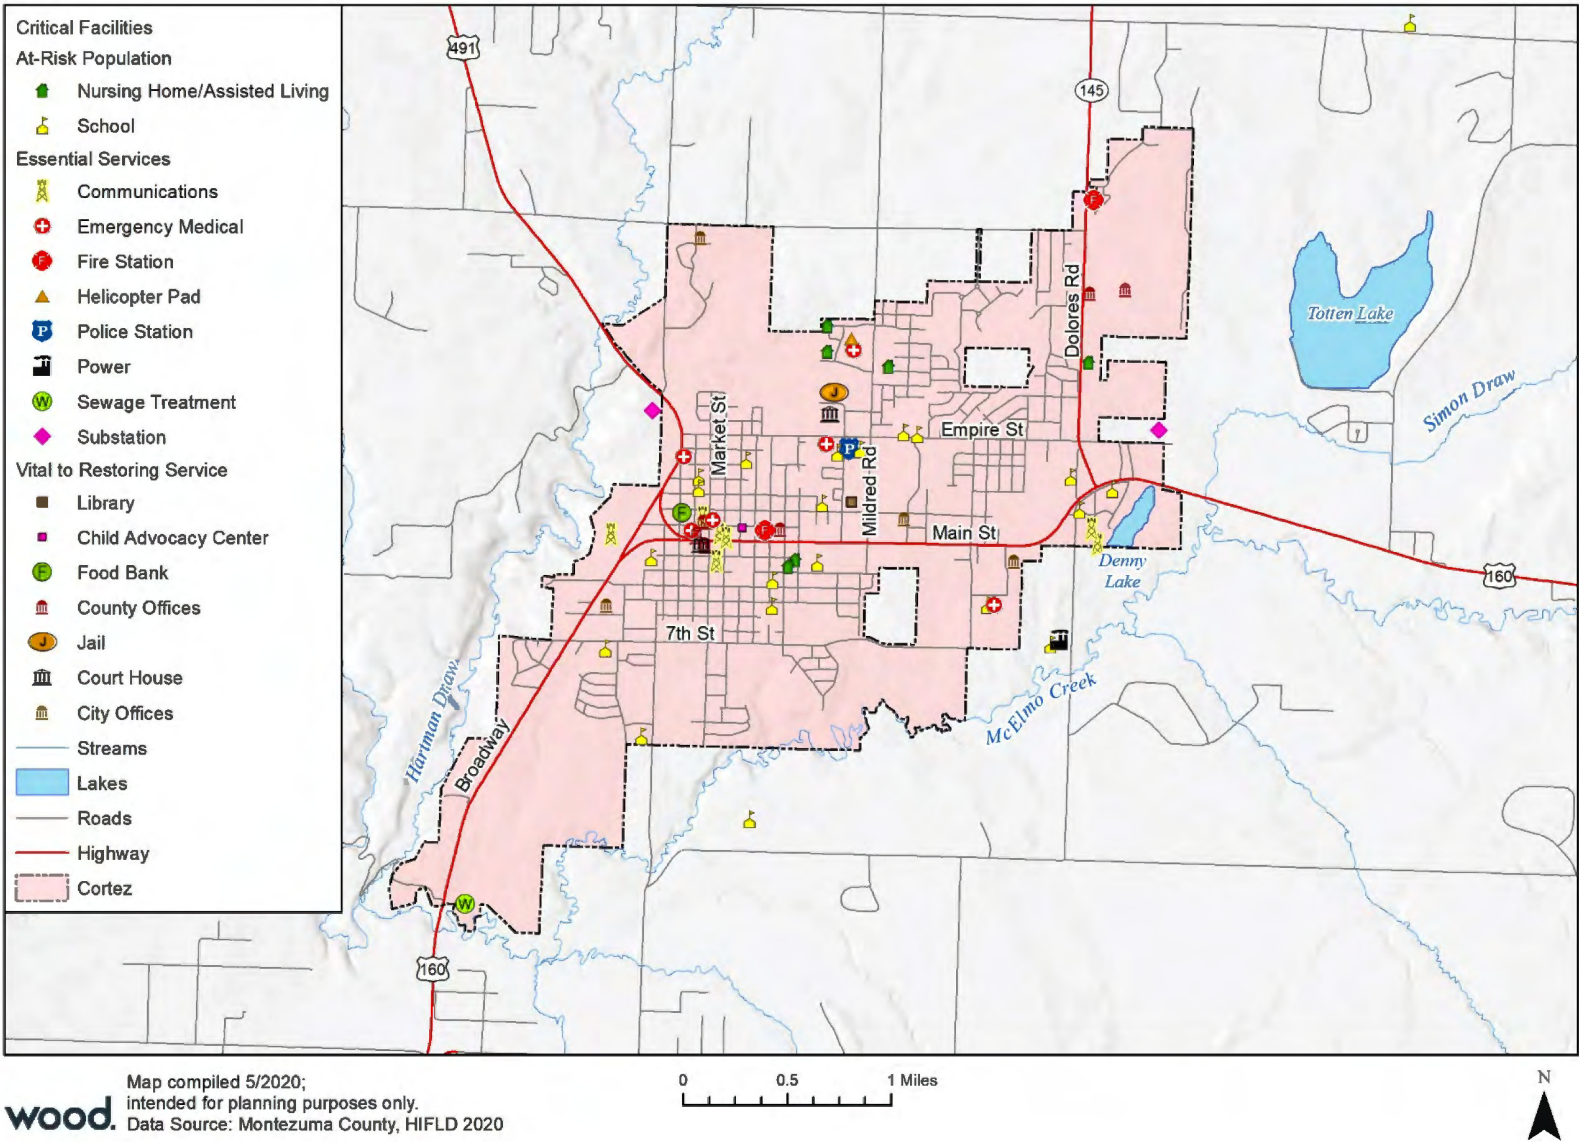 Critical Facilities
At-Risk Population
Nursing Home/Assisted Living
School
Essential Services
Communications
Emergency Medical
F Fire Station
Helicopter Pad
P Police Station
Power
W Sewage Treatment
Substation
Vital to Restoring Service
Library
Child Advocacy Center
F Food Bank
County Offices
J Jail
Court House
City Offices
Streams
Lakes
Roads
Highway
Cortez
491
145
F
Dolores Rd
Totten Lake
Simon Draw
J
Market St
Empire St
P
Mildred Rd
F
F
Main St
Denny
Lake
160
7th St
McElmo Creek
Hartman Draw
Broadway
W
160
wood.
Map compiled 5/2020;
intended for planning purposes only.
Data Source: Montezuma County, HIFLD 2020
0 0.5 1 Miles
N